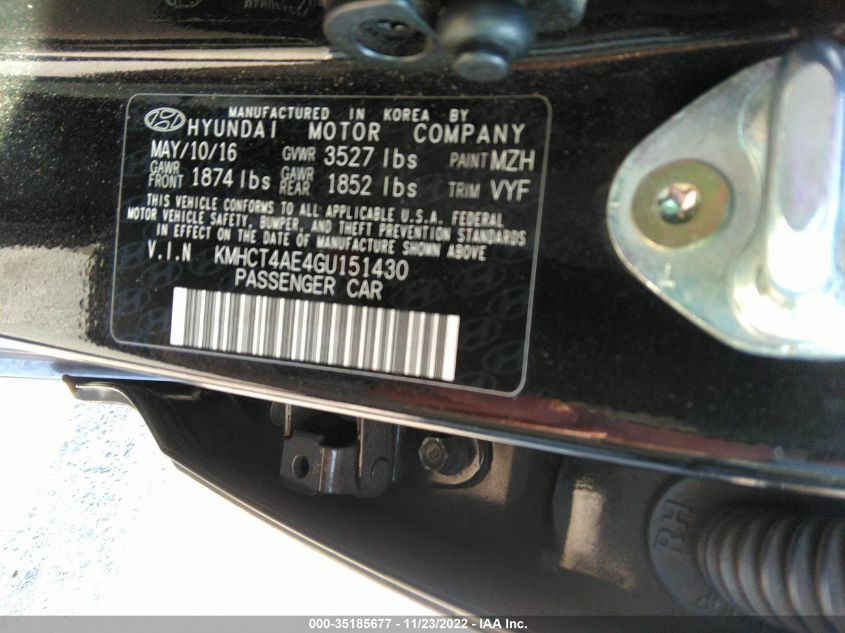 MANUFACTURED IN KOREA BY
HYUNDAI MOTOR COMPANY
MAY/10/16 GVWR 3527 lbs PAINT MZH
GAWR FRONT 1874 lbs GAWR REAR 1852 lbs TRIM VYF
THIS VEHICLE CONFORMS TO ALL APPLICABLE U.S.A. FEDERAL
MOTOR VEHICLE SAFETY, BUMPER, AND THEFT PREVENTION STANDARDS
IN EFFECT ON THE DATE OF MANUFACTURE SHOWN ABOVE
V.I.N KMHCT4AE4GU151430
PASSENGER CAR
RH
000-35185677 - 11/23/2022 - IAA Inc.